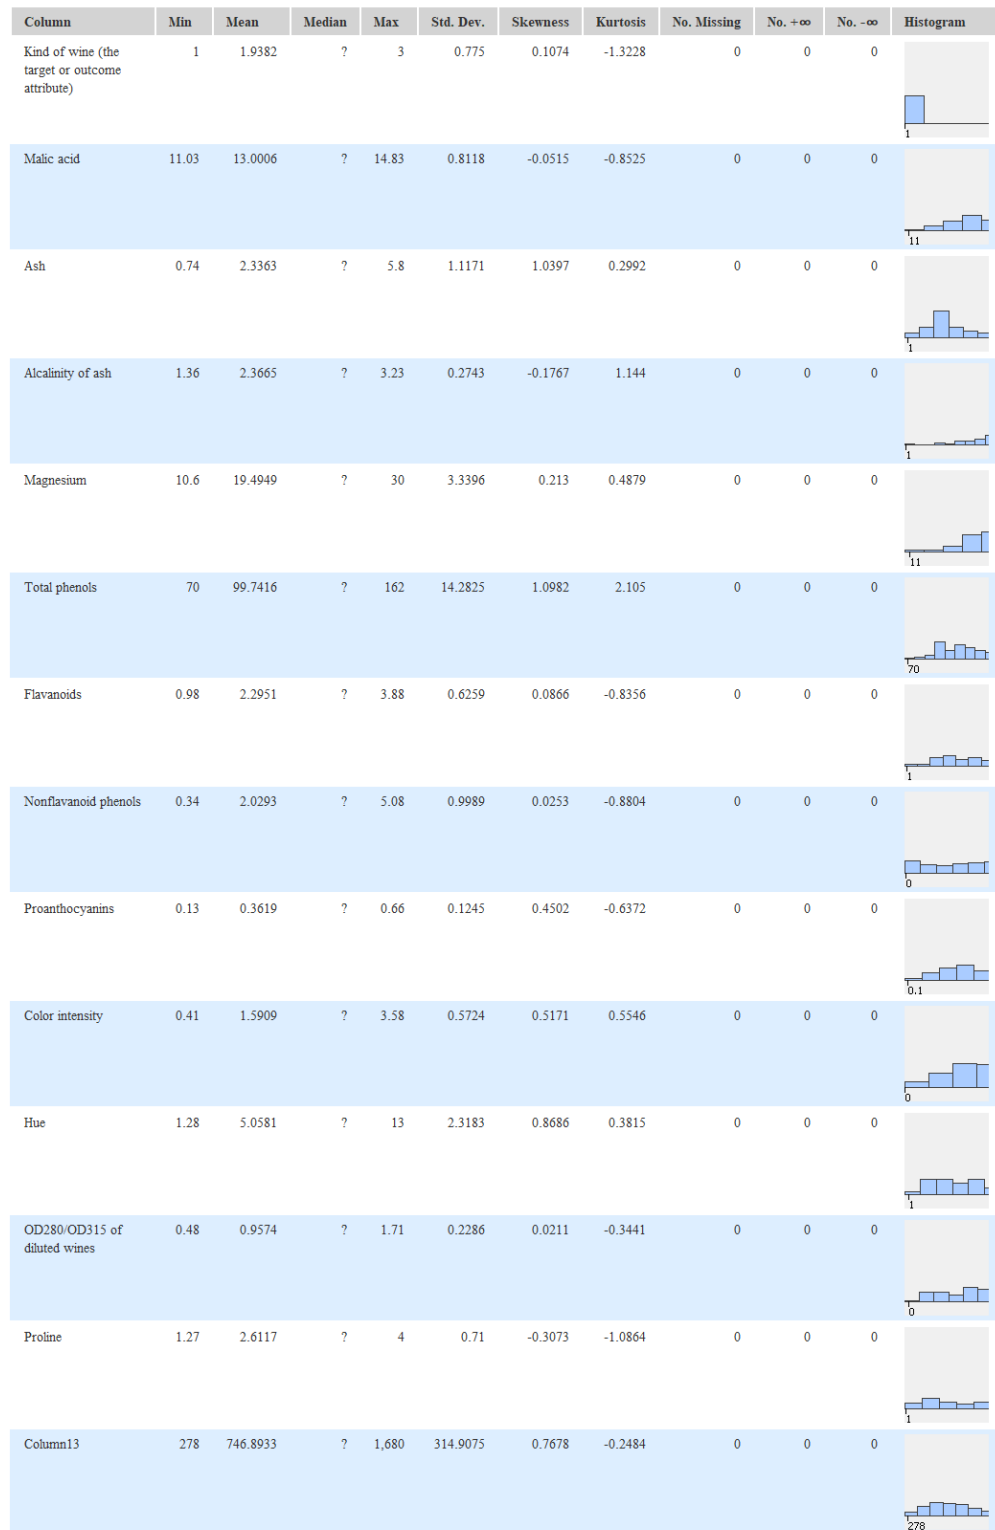 Column Min Mean Median Max Std. Dev. Skewness Kurtosis No. Missing No. +∞ No. -∞ Histogram
Kind of wine (the 1 1.9382 ? 3 0.775 0.1074 -1.3228 0 0 0
target or outcome
attribute)
1
Malic acid 11.03 13.0006 ? 14.83 0.8118 -0.0515 -0.8525 0 0 0
11
Ash 0.74 2.3363 ? 5.8 1.1171 1.0397 0.2992 0 0 0
1
Alcalinity of ash 1.36 2.3665 ? 3.23 0.2743 -0.1767 1.144 0 0 0
1
Magnesium 10.6 19.4949 ? 30 3.3396 0.213 0.4879 0 0 0
11
Total phenols 70 99.7416 ? 162 14.2825 1.0982 2.105 0 0 0
70
Flavanoids 0.98 2.2951 ? 3.88 0.6259 0.0866 -0.8356 0 0 0
1
Nonflavanoid phenols 0.34 2.0293 ? 5.08 0.9989 0.0253 -0.8804 0 0 0
0
Proanthocyanins 0.13 0.3619 ? 0.66 0.1245 0.4502 -0.6372 0 0 0
0.1
Color intensity 0.41 1.5909 ? 3.58 0.5724 0.5171 0.5546 0 0 0
0
Hue 1.28 5.0581 ? 13 2.3183 0.8686 0.3815 0 0 0
1
OD280/OD315 of 0.48 0.9574 ? 1.71 0.2286 0.0211 -0.3441 0 0 0
diluted wines
0
Proline 1.27 2.6117 ? 4 0.71 -0.3073 -1.0864 0 0 0
1
Column13 278 746.8933 ? 1,680 314.9075 0.7678 -0.2484 0 0 0
278